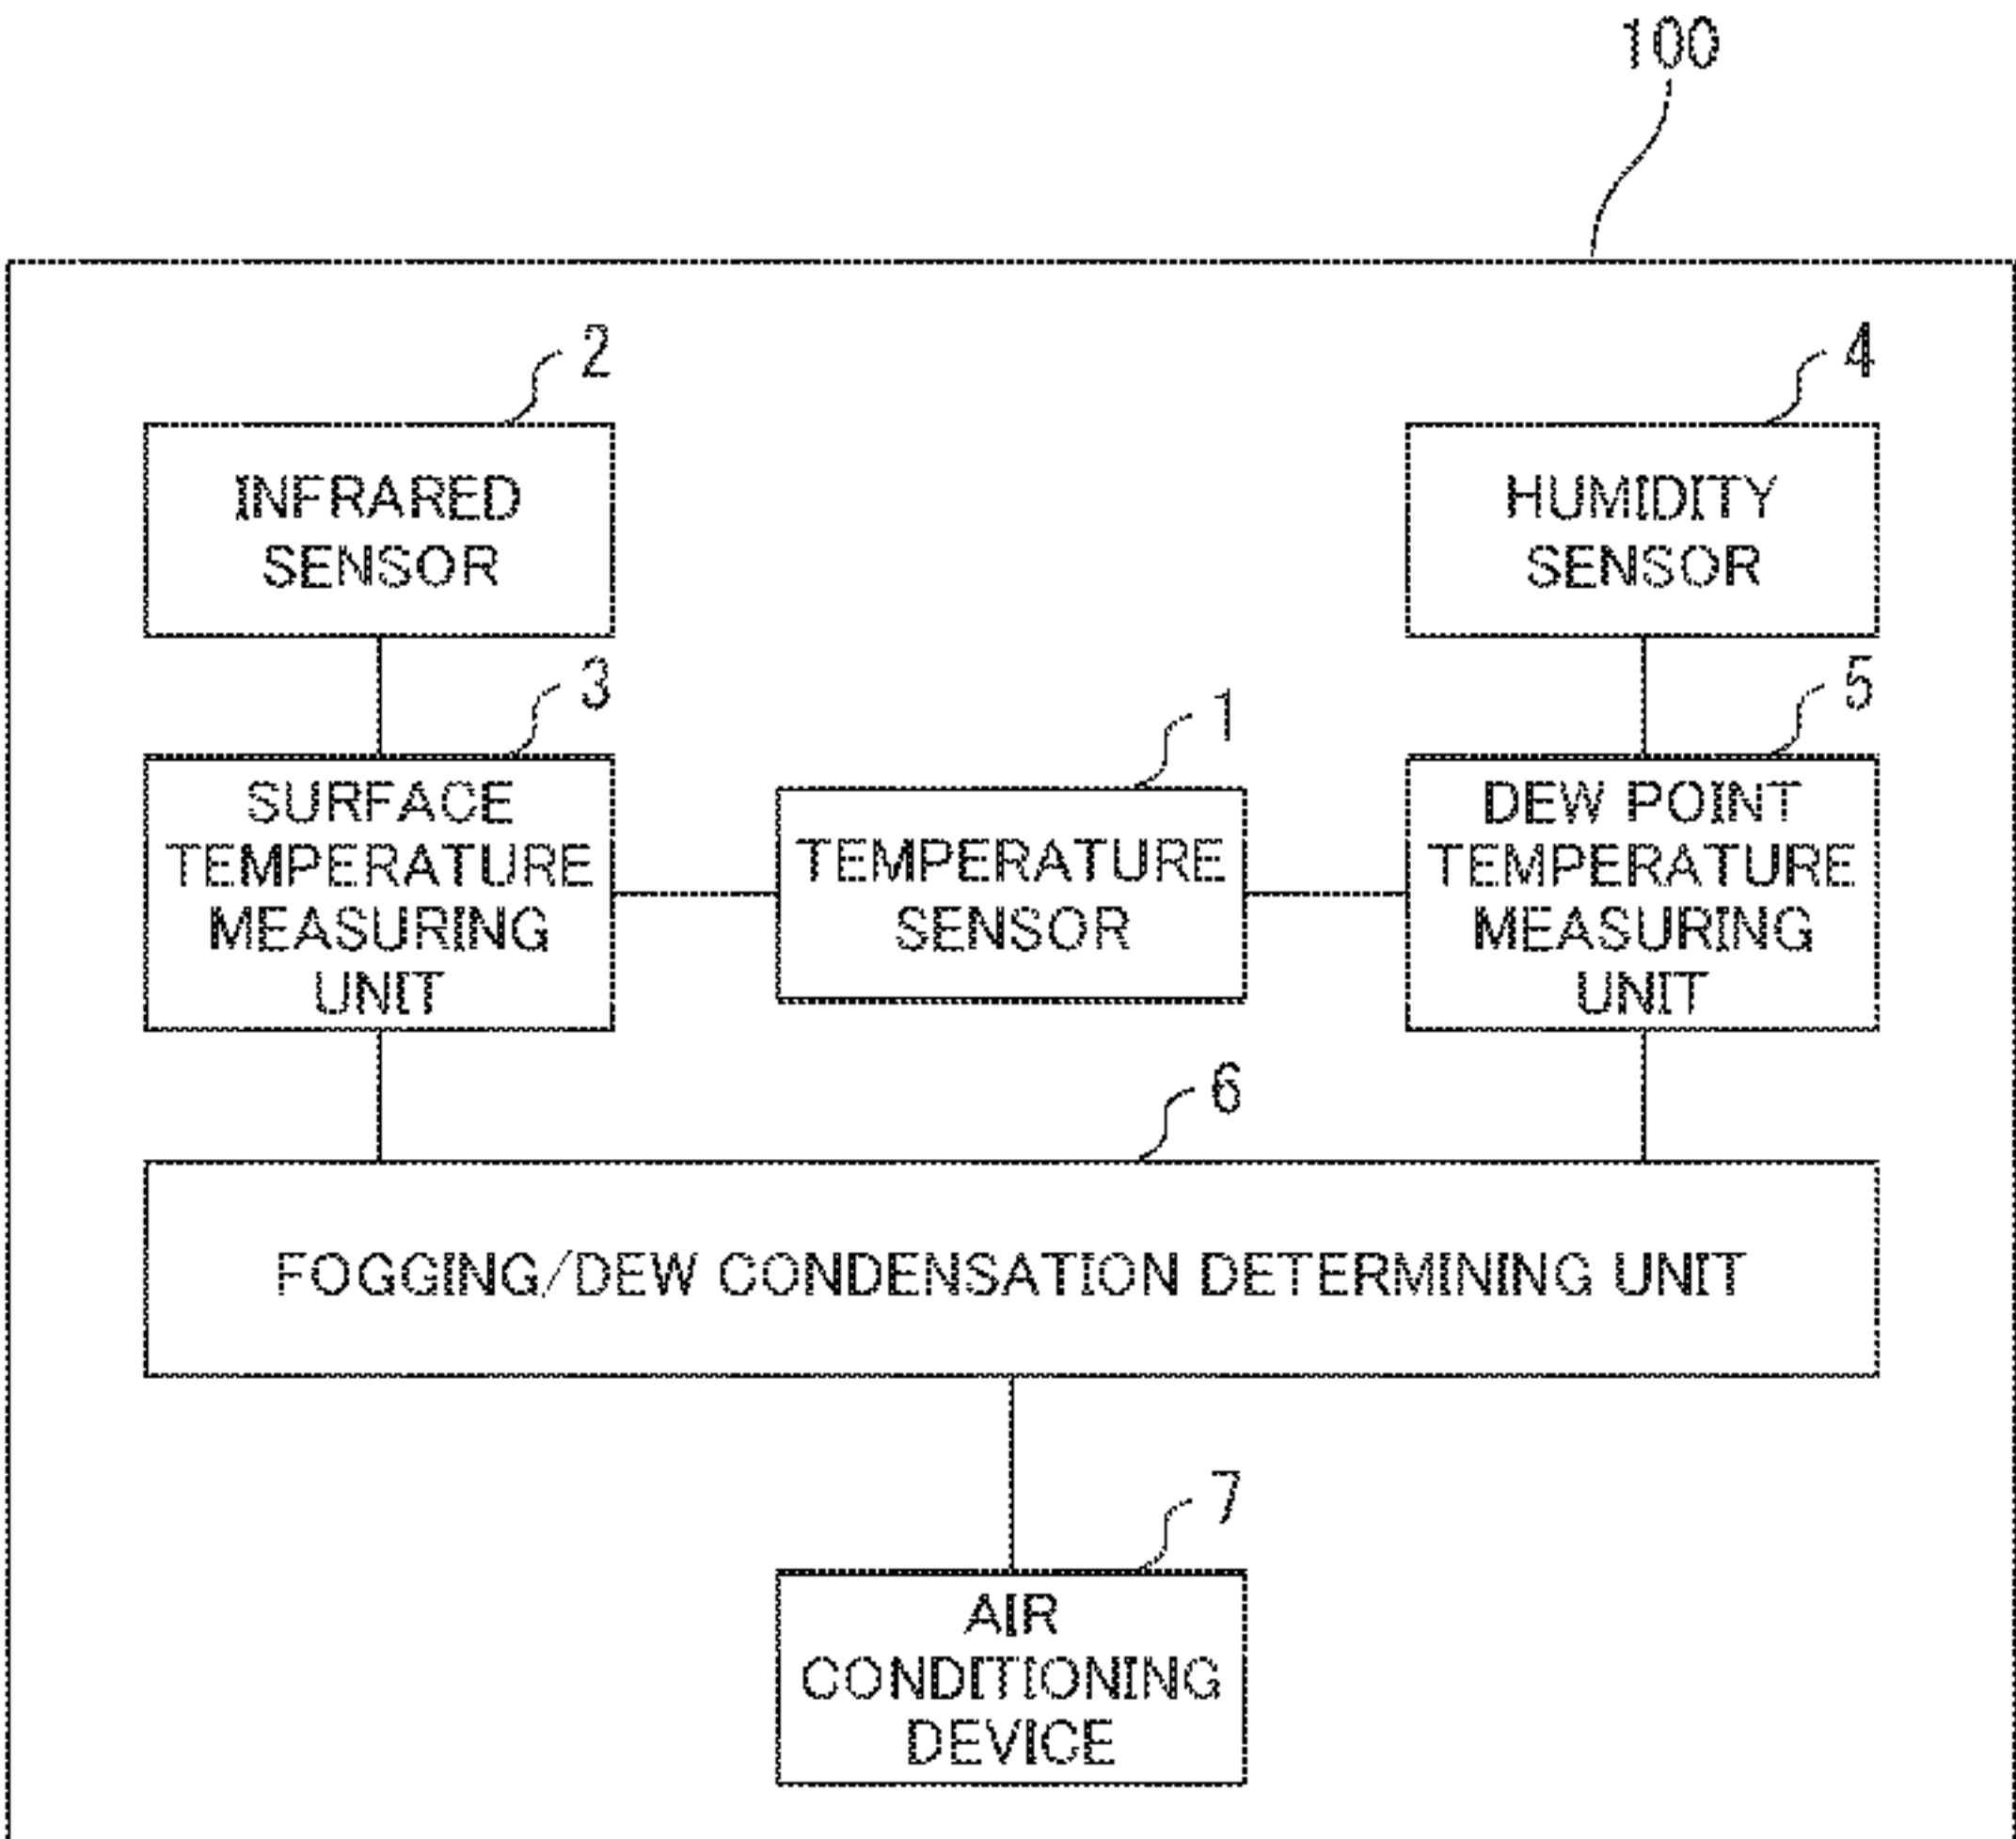 100
2
4
INFRARED
SENSOR
HUMIDITY
SENSOR
3
1
5
SURFACE
TEMPERATURE
MEASURING
UNIT
TEMPERATURE
SENSOR
DEW POINT
TEMPERATURE
MEASURING
UNIT
6
FOGGING/DEW CONDENSATION DETERMINING UNIT
7
AIR
CONDITIONING
DEVICE